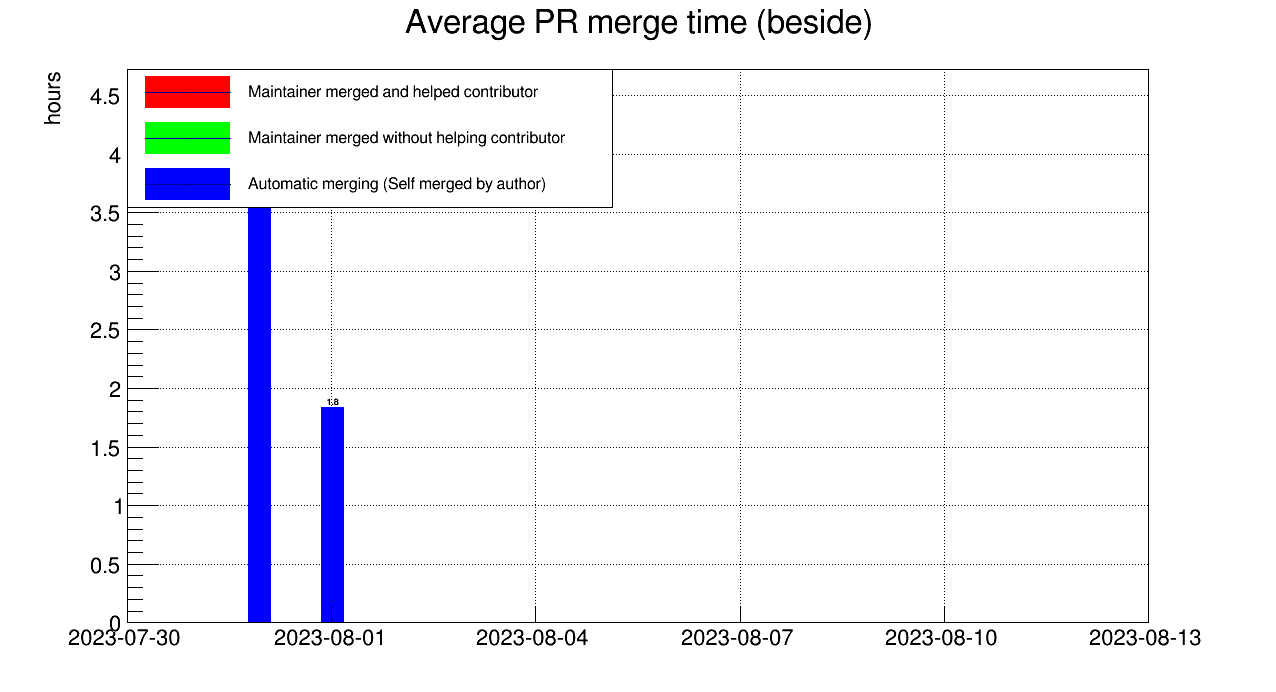 Average PR merge time (beside)
hours
Maintainer merged and helped contributor
Maintainer merged without helping contributor
Automatic merging (Self merged by author)
4.5
4
3.5
3
2.5
2
1.5
1
0.5
0
1.8
2023-07-30 2023-08-01 2023-08-04 2023-08-07 2023-08-10 2023-08-13